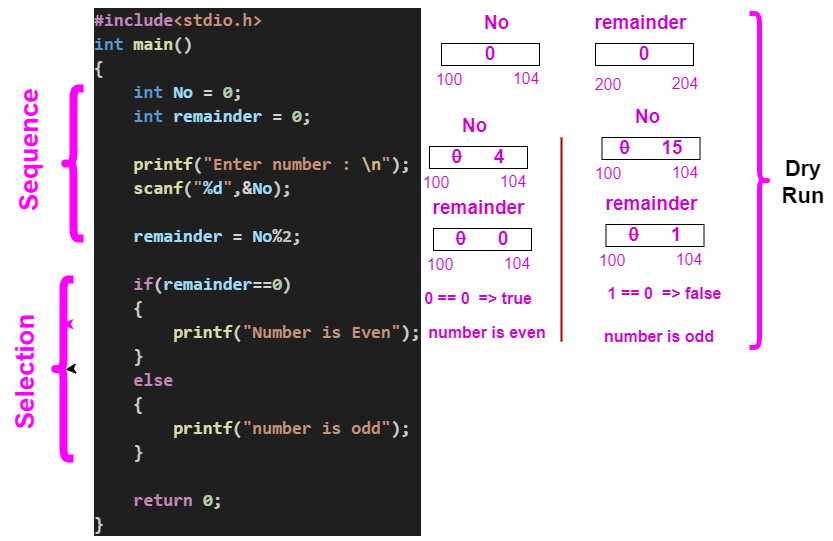 Sequence
Selection
#include<stdio.h>
int main()
{
    int No = 0;
    int remainder = 0;

    printf("Enter number : \n");
    scanf("%d",&No);

    remainder = No%2;

    if(remainder==0)
    {
        printf("Number is Even");
    }
    else
    {
        printf("number is odd");
    }

    return 0;
}
No
0
100 104
remainder
0
200 204
No
0 4
100 104
remainder
0 0
100 104
0 == 0 => true
number is even
No
0 15
100 104
remainder
0 1
100 104
1 == 0 => false
number is odd
Dry
Run